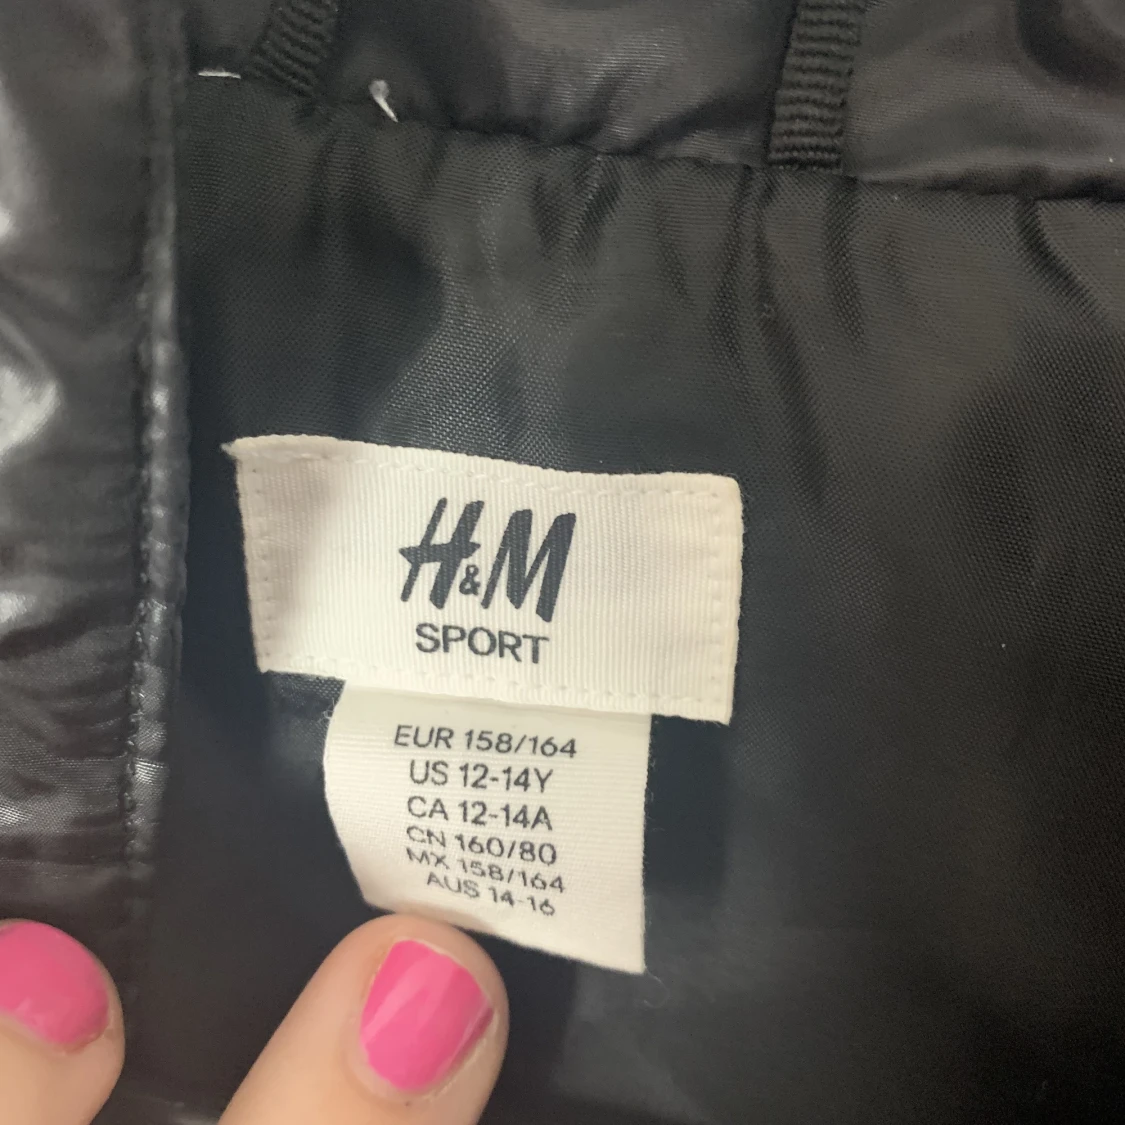 H&M
SPORT
EUR 158/164
US 12-14Y
CA 12-14A
CN 160/80
MX 158/164
AUS 14-16